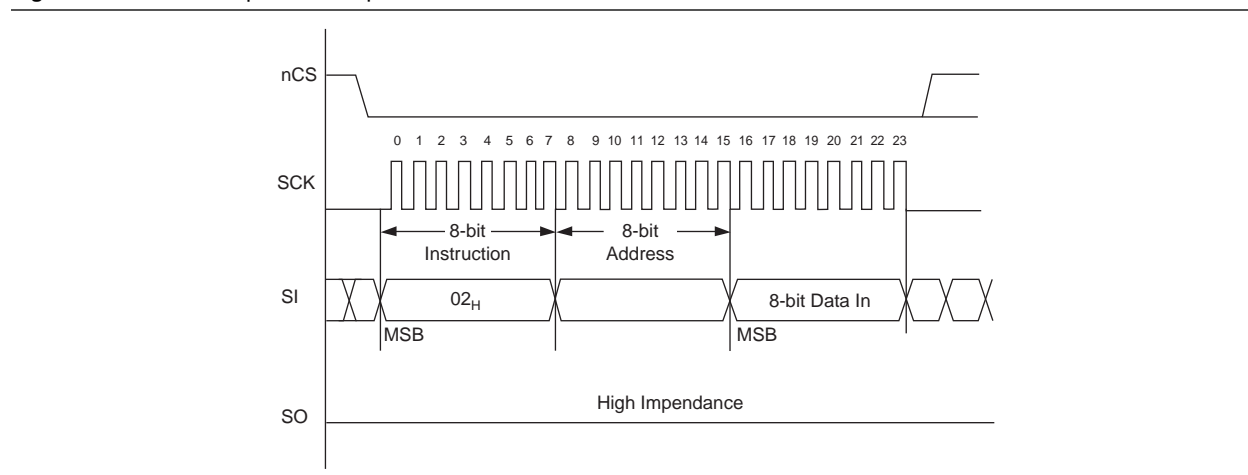 nCS
0 1 2 3 4 5 6 7 8 9 10 11 12 13 14 15 16 17 18 19 20 21 22 23
SCK
8-bit
Instruction
8-bit
Address
SI
02H
8-bit Data In
MSB
MSB
High Impendance
SO